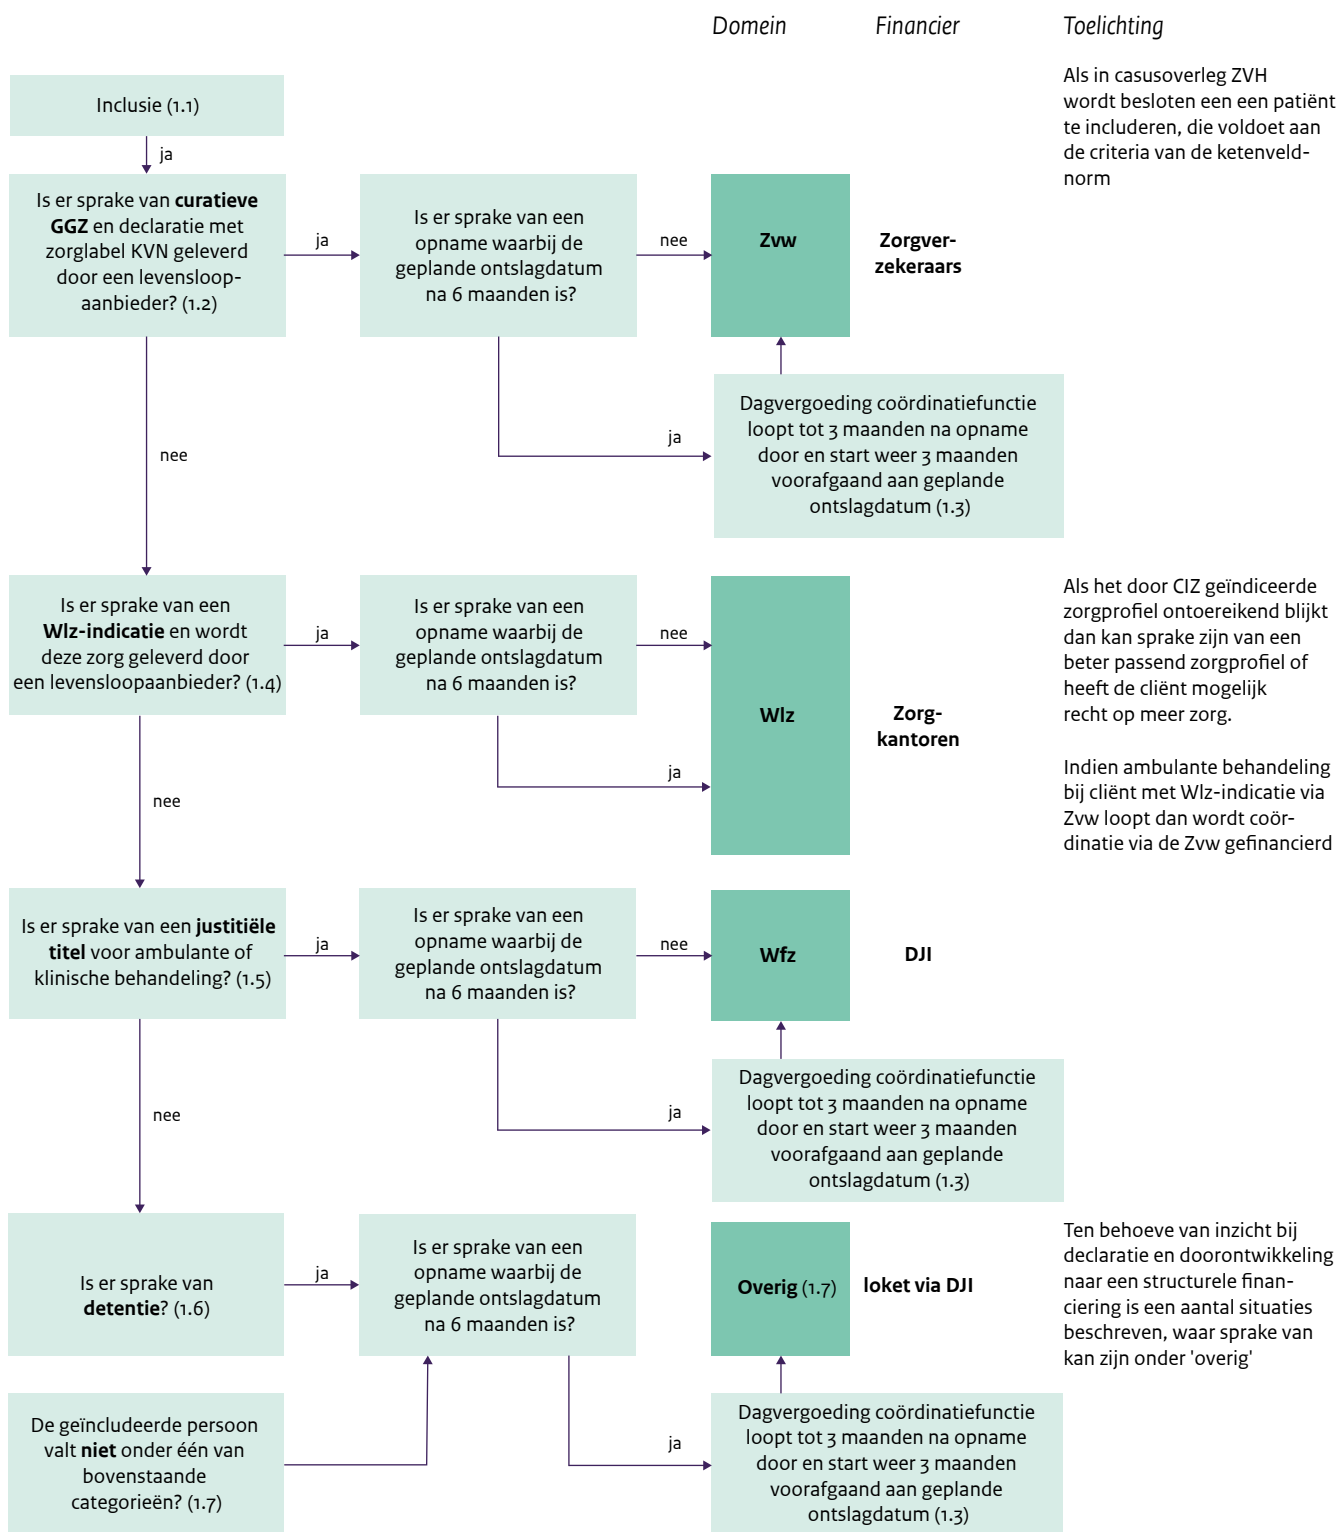 Domein
Financier
Toelichting
Als in casusoverleg ZVH
wordt besloten een een patiënt
te includeren, die voldoet aan
de criteria van de ketenveld-
norm
Inclusie (1.1)
ja
Is er sprake van curatieve
GGZ en declaratie met
zorglabel KVN geleverd
door een levensloop-
aanbieder? (1.2)
ja
Is er sprake van een
opname waarbij de
geplande ontslagdatum
na 6 maanden is?
nee
Zvw
Zorgver-
zekeraars
ja
Dagvergoeding coördinatiefunctie
loopt tot 3 maanden na opname
door en start weer 3 maanden
voorafgaand aan geplande
ontslagdatum (1.3)
nee
Is er sprake van een
Wlz-indicatie en wordt
deze zorg geleverd door
een levensloopaanbieder? (1.4)
ja
Is er sprake van een
opname waarbij de
geplande ontslagdatum
na 6 maanden is?
nee
ja
Wlz
Zorg-
kantoren
Als het door CIZ geïndiceerde
zorgprofiel ontoereikend blijkt
dan kan sprake zijn van een
beter passend zorgprofiel of
heeft de cliënt mogelijk
recht op meer zorg.
Indien ambulante behandeling
bij cliënt met Wlz-indicatie via
Zvw loopt dan wordt coör-
dinatie via de Zvw gefinancierd
nee
Is er sprake van een justitiële
titel voor ambulante of
klinische behandeling? (1.5)
ja
Is er sprake van een
opname waarbij de
geplande ontslagdatum
na 6 maanden is?
nee
Wfz
DJI
ja
Dagvergoeding coördinatiefunctie
loopt tot 3 maanden na opname
door en start weer 3 maanden
voorafgaand aan geplande
ontslagdatum (1.3)
nee
Is er sprake van
detentie? (1.6)
ja
Is er sprake van een
opname waarbij de
geplande ontslagdatum
na 6 maanden is?
Overig (1.7)
loket via DJI
Ten behoeve van inzicht bij
declaratie en doorontwikkeling
naar een structurele finan-
ciering is een aantal situaties
beschreven, waar sprake van
kan zijn onder 'overig'
De geïncludeerde persoon
valt niet onder één van
bovenstaande
categorieën? (1.7)
ja
Dagvergoeding coördinatiefunctie
loopt tot 3 maanden na opname
door en start weer 3 maanden
voorafgaand aan geplande
ontslagdatum (1.3)